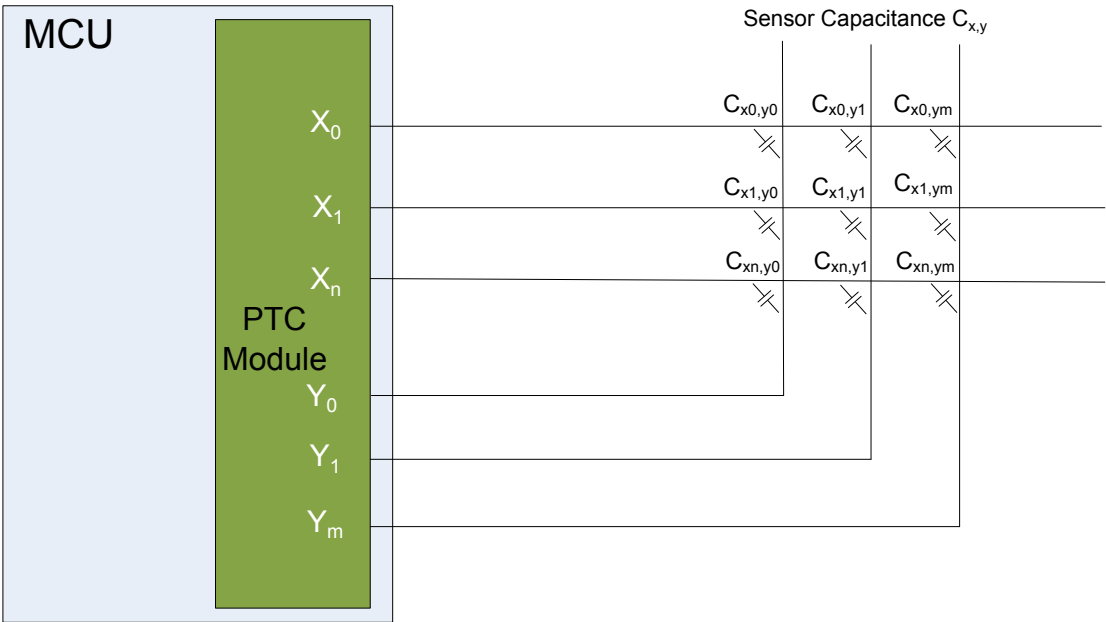 MCU
Sensor Capacitance Cx,y
X0
Cx0,y0 Cx0,y1 Cx0,ym
X1
Cx1,y0 Cx1,y1 Cx1,ym
Xn
Cxn,y0 Cxn,y1 Cxn,ym
PTC
Module
Y0
Y1
Ym